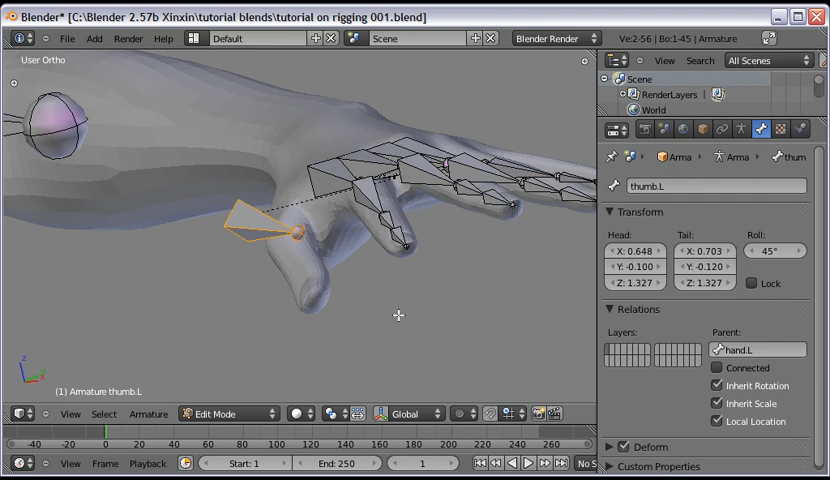 Blender* [C:\Blender 2.57b Xinxin\tutorial blends\tutorial on rigging 001.blend]
File Add Render Help Default Scene Blender Render Ve:2-56 | Bo:1-45 | Armature
View Search All Scenes
User Ortho
Scene
RenderLayers |
World
Arma Arma thum
thumb.L
Transform
Head: Tail: Roll:
X: 0.648 X: 0.703 45°
Y: -0.100 Y: -0.120
Z: 1.327 Z: 1.327 Lock
Relations
Layers: Parent:
hand.L
Connected
Inherit Rotation
Inherit Scale
Local Location
Deform
Custom Properties
z
x
(1) Armature thumb.L
View Select Armature Edit Mode Global
-40 -20 0 20 40 60 80 100 120 140 160 180 200 220 240 260
View Frame Playback Start: 1 End: 250 1 No S